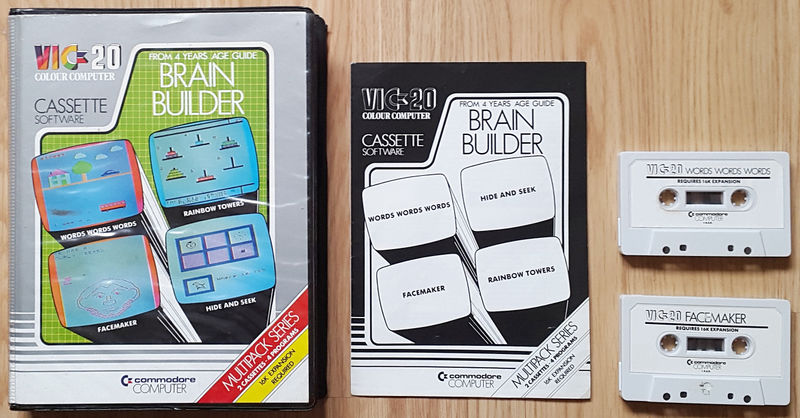 VIC-20
COLOUR COMPUTER
CASSETTE
SOFTWARE
FROM 4 YEARS AGE GUIDE
BRAIN
BUILDER
WORDS WORDS WORDS
RAINBOW TOWERS
FACEMAKER
HIDE AND SEEK
MULTIPACK SERIES
2 CASSETTES 4 PROGRAMS
16K EXPANSION
REQUIRED
commodore
COMPUTER
VIC-20
COLOUR COMPUTER
CASSETTE
SOFTWARE
FROM 4 YEARS AGE GUIDE
BRAIN
BUILDER
WORDS WORDS WORDS
HIDE AND SEEK
FACEMAKER
RAINBOW TOWERS
MULTIPACK SERIES
2 CASSETTES 4 PROGRAMS
16K EXPANSION
REQUIRED
commodore
COMPUTER
VIC-20 WORDS WORDS WORDS
REQUIRES 16K EXPANSION
commodore
COMPUTER
VIC-20 FACEMAKER
REQUIRES 16K EXPANSION
commodore
COMPUTER